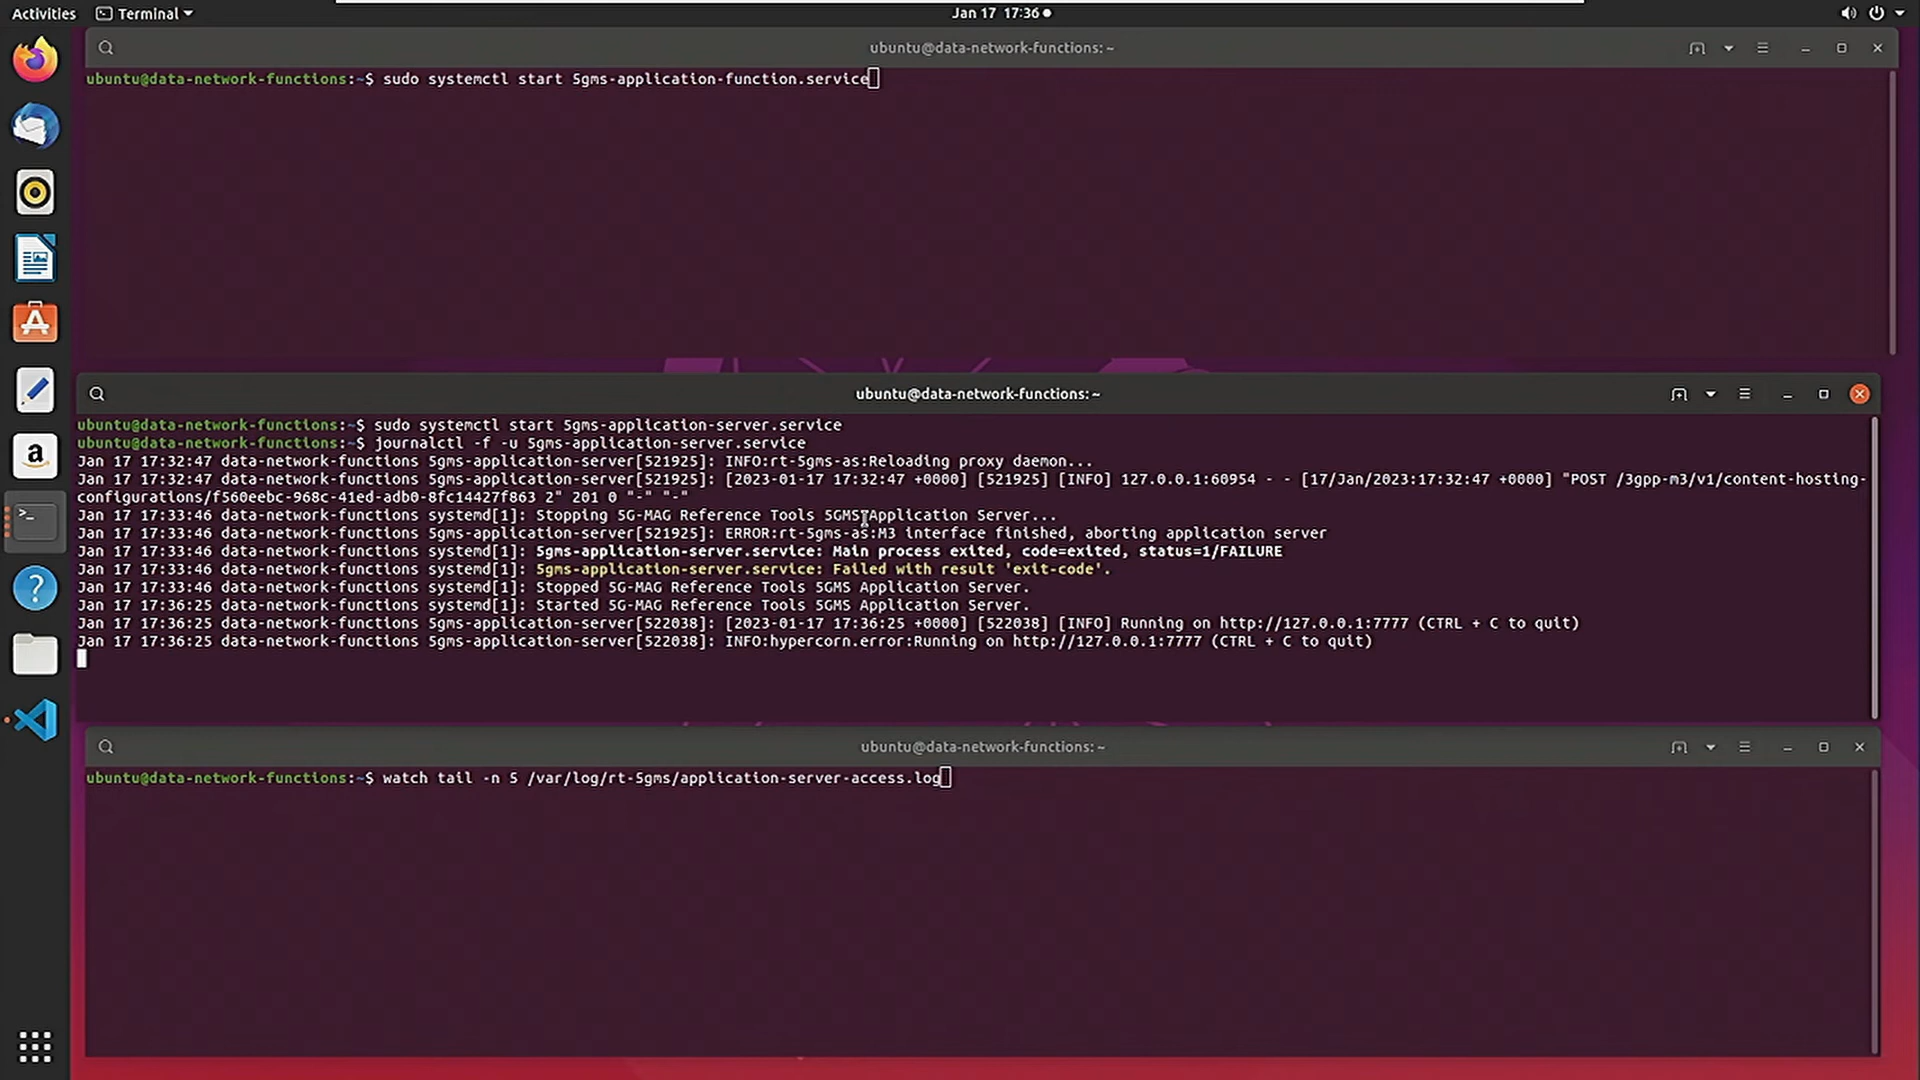 Activities
Terminal
Jan 17 17:36
ubuntu@data-network-functions: ~
ubuntu@data-network-functions:~$ sudo systemctl start 5gms-application-function.service
ubuntu@data-network-functions: ~
ubuntu@data-network-functions:~$ sudo systemctl start 5gms-application-server.service
ubuntu@data-network-functions:~$ journalctl -f -u 5gms-application-server.service
Jan 17 17:32:47 data-network-functions 5gms-application-server[521925]: INFO:rt-5gms-as:Reloading proxy daemon...
Jan 17 17:32:47 data-network-functions 5gms-application-server[521925]: [2023-01-17 17:32:47 +0000] [521925] [INFO] 127.0.0.1:60954 - - [17/Jan/2023:17:32:47 +0000] "POST /3gpp-m3/v1/content-hosting-
configurations/f560eebc-968c-41ed-adb0-8fc14427f863 2" 201 0 "-" "-"
Jan 17 17:33:46 data-network-functions systemd[1]: Stopping 5G-MAG Reference Tools 5GMS Application Server...
Jan 17 17:33:46 data-network-functions 5gms-application-server[521925]: ERROR:rt-5gms-as:M3 interface finished, aborting application server
Jan 17 17:33:46 data-network-functions systemd[1]: 5gms-application-server.service: Main process exited, code=exited, status=1/FAILURE
Jan 17 17:33:46 data-network-functions systemd[1]: 5gms-application-server.service: Failed with result 'exit-code'.
Jan 17 17:33:46 data-network-functions systemd[1]: Stopped 5G-MAG Reference Tools 5GMS Application Server.
Jan 17 17:36:25 data-network-functions systemd[1]: Started 5G-MAG Reference Tools 5GMS Application Server.
Jan 17 17:36:25 data-network-functions 5gms-application-server[522038]: [2023-01-17 17:36:25 +0000] [522038] [INFO] Running on http://127.0.0.1:7777 (CTRL + C to quit)
Jan 17 17:36:25 data-network-functions 5gms-application-server[522038]: INFO:hypercorn.error:Running on http://127.0.0.1:7777 (CTRL + C to quit)
ubuntu@data-network-functions: ~
ubuntu@data-network-functions:~$ watch tail -n 5 /var/log/rt-5gms/application-server-access.log